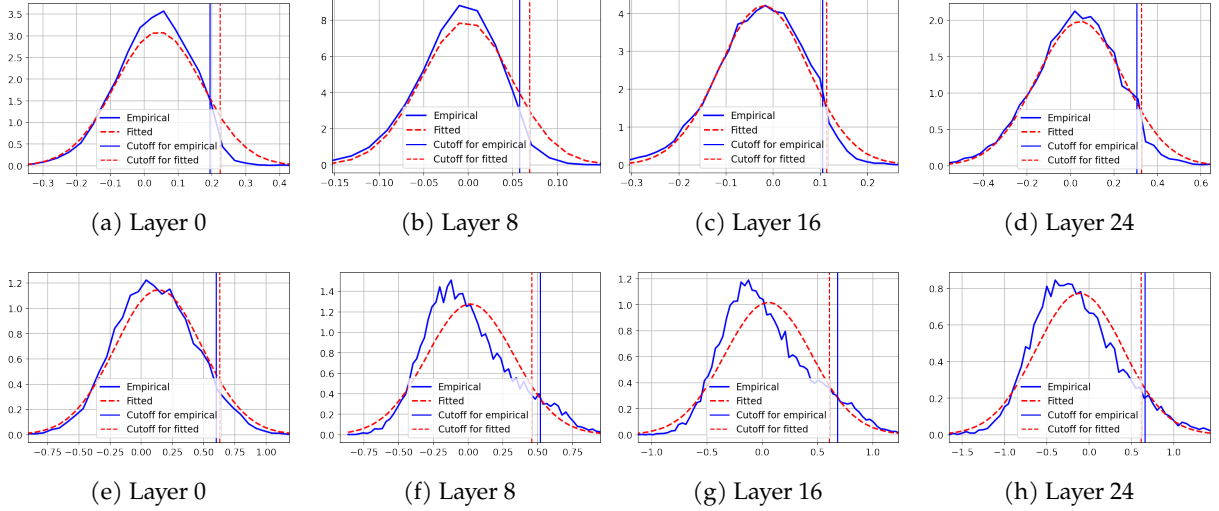 3.5
3.0
2.5
2.0
1.5
1.0
0.5
0.0
Empirical
Fitted
Cutoff for empirical
Cutoff for fitted
−0.3 −0.2 −0.1 0.0 0.1 0.2 0.3 0.4
(a) Layer 0
8
6
4
2
0
Empirical
Fitted
Cutoff for empirical
Cutoff for fitted
−0.15 −0.10 −0.05 0.00 0.05 0.10
(b) Layer 8
4
3
2
1
0
Empirical
Fitted
Cutoff for empirical
Cutoff for fitted
−0.3 −0.2 −0.1 0.0 0.1 0.2
(c) Layer 16
2.0
1.5
1.0
0.5
0.0
Empirical
Fitted
Cutoff for empirical
Cutoff for fitted
−0.4 −0.2 0.0 0.2 0.4 0.6
(d) Layer 24
1.2
1.0
0.8
0.6
0.4
0.2
0.0
Empirical
Fitted
Cutoff for empirical
Cutoff for fitted
−0.75 −0.50 −0.25 0.00 0.25 0.50 0.75 1.00
(e) Layer 0
1.4
1.2
1.0
0.8
0.6
0.4
0.2
0.0
Empirical
Fitted
Cutoff for empirical
Cutoff for fitted
−0.75 −0.50 −0.25 0.00 0.25 0.50 0.75
(f) Layer 8
1.2
1.0
0.8
0.6
0.4
0.2
0.0
Empirical
Fitted
Cutoff for empirical
Cutoff for fitted
−1.0 −0.5 0.0 0.5 1.0
(g) Layer 16
0.8
0.6
0.4
0.2
0.0
Empirical
Fitted
Cutoff for empirical
Cutoff for fitted
−1.5 −1.0 −0.5 0.0 0.5 1.0
(h) Layer 24